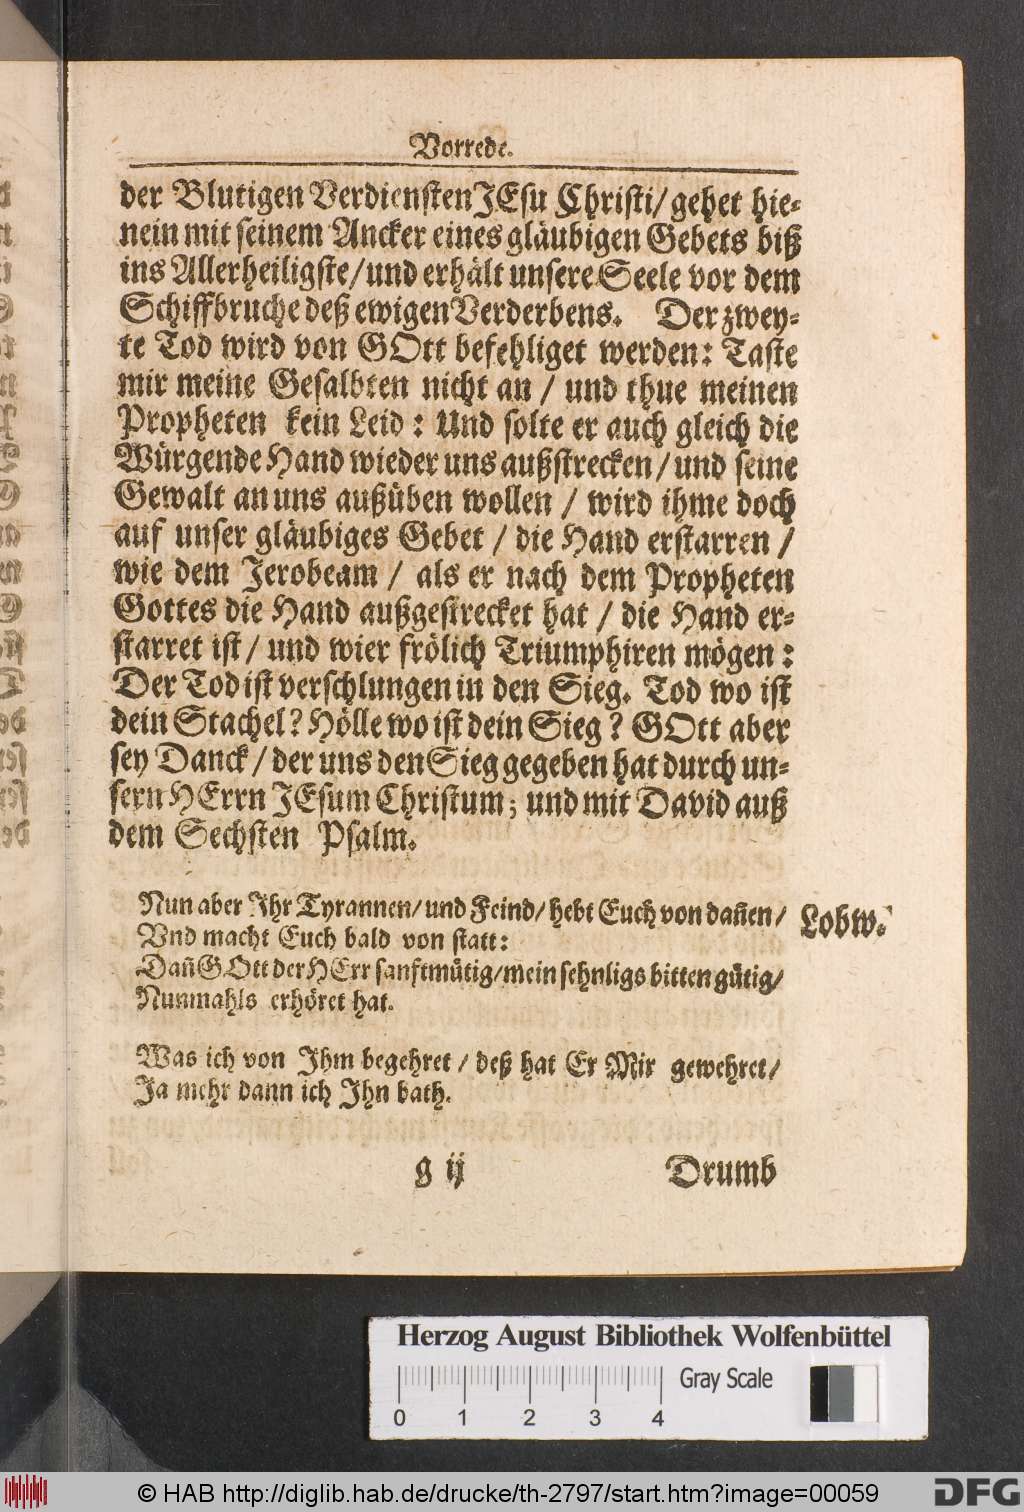 Vorrede.
der Blutigen Verdiensten JEsu Christi/ gehet hie-
nein mit seinem Ancker eines gläubigen Gebets biß
ins Allerheiligste/ und erhält unsere Seele vor dem
Schiffbruche deß ewigen Verderbens. Der zwey-
te Tod wird von GOtt befehliget werden: Taste
mir meine Gesalbten nicht an / und thue meinen
Propheten kein Leid : Und solte er auch gleich die
Würgende Hand wieder uns außstrecken/ und seine
Gewalt an uns außüben wollen / wird ihme doch
auf unser gläubiges Gebet / die Hand erstarren /
wie dem Jerobeam / als er nach dem Propheten
Gottes die Hand außgestrecket hat / die Hand er-
starret ist/ und wier frölich Triumphiren mögen :
Der Tod ist verschlungen in den Sieg. Tod wo ist
dein Stachel? Hölle wo ist dein Sieg? GOtt aber
sey Danck/ der uns den Sieg gegeben hat durch un-
sern HErrn JEsum Christum; und mit David auß
dem Sechsten Psalm.
Nun aber Ihr Tyrannen/ und Feind/ hebt Euch von dañen/ Lobw.
Vnd macht Euch bald von statt:
Dañ GOtt der HErr sanftmütig/ mein sehnligs bitten gütig/
Nunmahls erhöret hat.
Was ich von Ihm begehret / deß hat Er Mir gewehret/
Ja mehr dann ich Ihn bath.
g ij Drumb
Herzog August Bibliothek Wolfenbüttel
Gray Scale
0 1 2 3 4
© HAB http://diglib.hab.de/drucke/th-2797/start.htm?image=00059
DFG